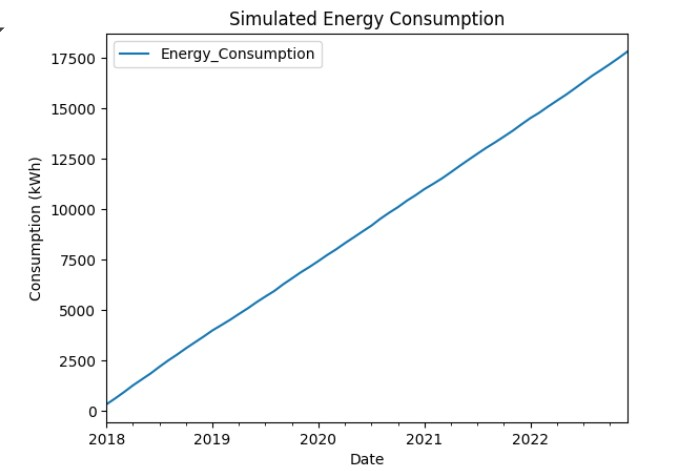 Simulated Energy Consumption
Energy_Consumption
Consumption (kWh)
17500
15000
12500
10000
7500
5000
2500
0
2018 2019 2020 2021 2022
Date